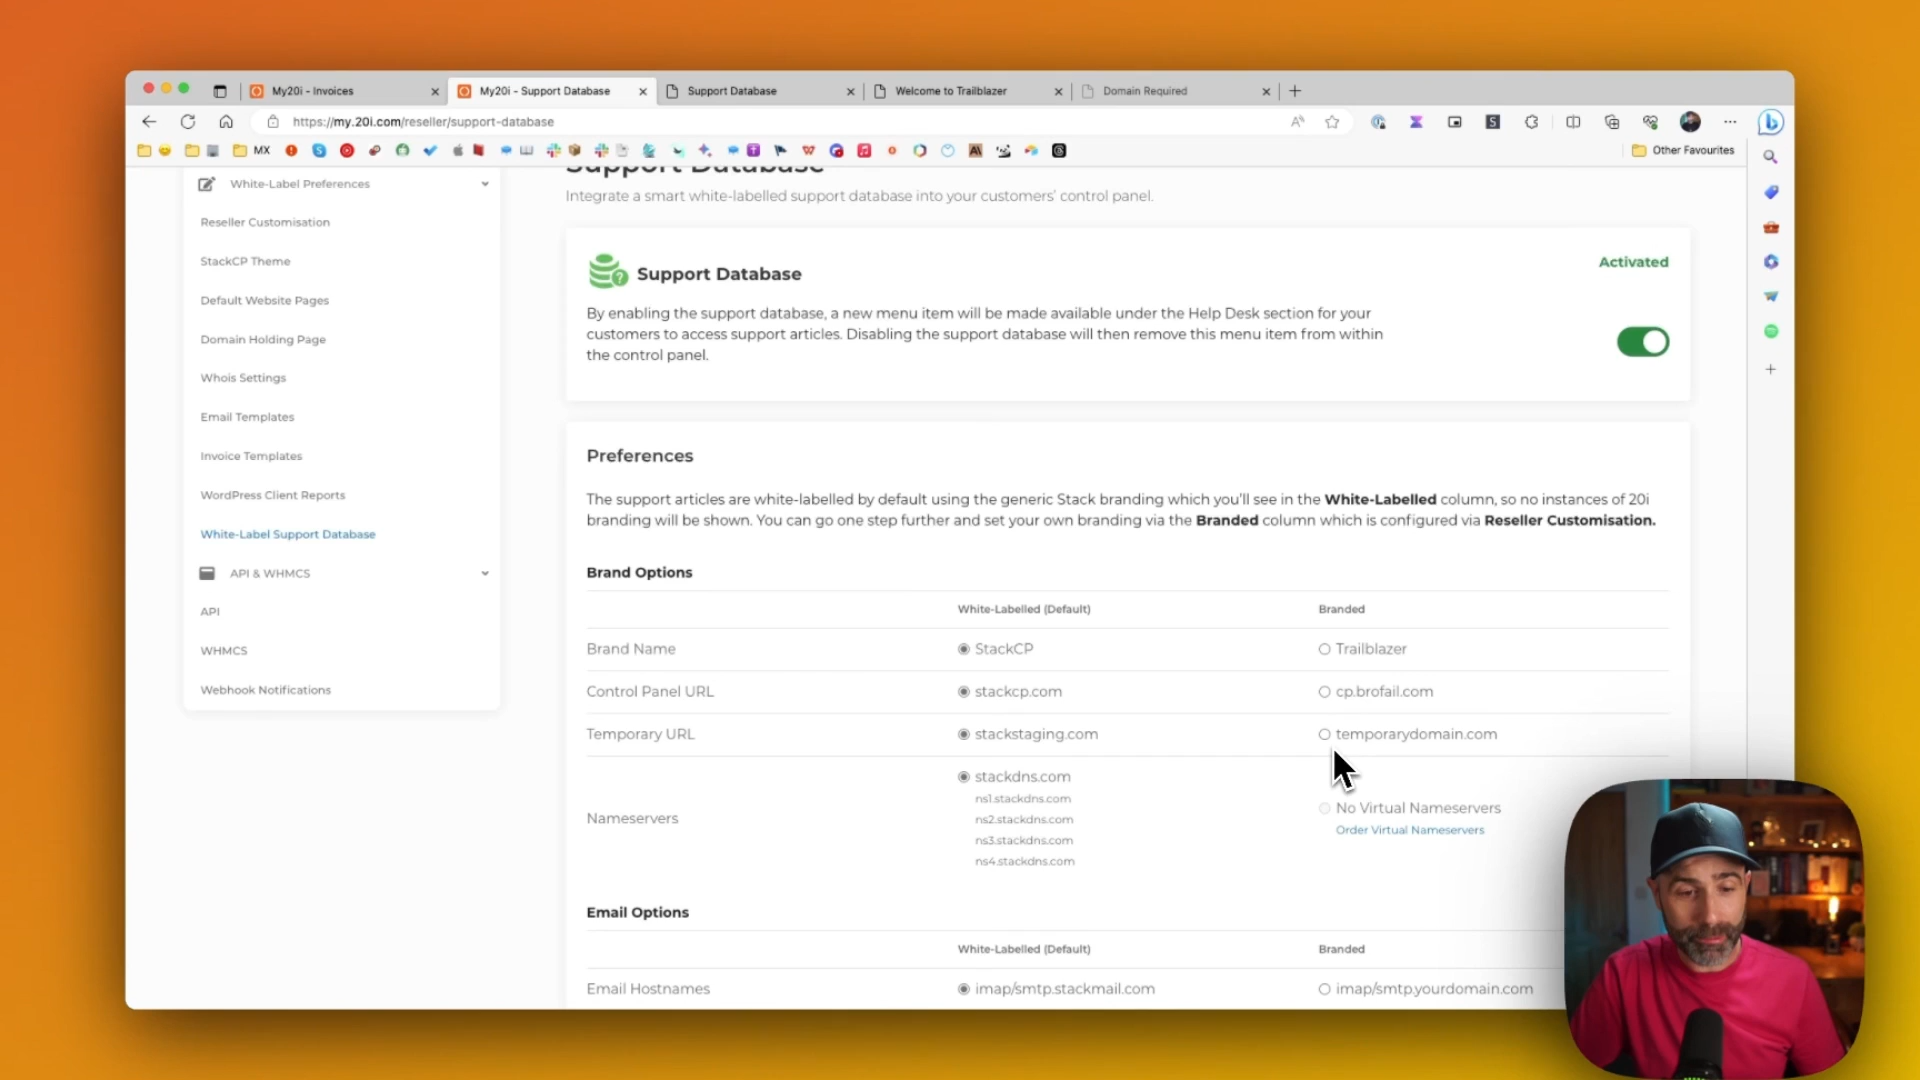 My20i - Invoices
My20i - Support Database
Support Database
Welcome to Trailblazer
Domain Required
https://my.20i.com/reseller/support-database
MX
Other Favourites
White-Label Preferences
Reseller Customisation
StackCP Theme
Default Website Pages
Domain Holding Page
Whois Settings
Email Templates
Invoice Templates
WordPress Client Reports
White-Label Support Database
API & WHMCS
API
WHMCS
Webhook Notifications
Support Database
Integrate a smart white-labelled support database into your customers' control panel.
Support Database
Activated
By enabling the support database, a new menu item will be made available under the Help Desk section for your
customers to access support articles. Disabling the support database will then remove this menu item from within
the control panel.
Preferences
The support articles are white-labelled by default using the generic Stack branding which you'll see in the White-Labelled column, so no instances of 20i
branding will be shown. You can go one step further and set your own branding via the Branded column which is configured via Reseller Customisation.
Brand Options
White-Labelled (Default)
Branded
Brand Name
StackCP
Trailblazer
Control Panel URL
stackcp.com
cp.brofail.com
Temporary URL
stackstaging.com
temporarydomain.com
Nameservers
stackdns.com
ns1.stackdns.com
ns2.stackdns.com
ns3.stackdns.com
ns4.stackdns.com
No Virtual Nameservers
Order Virtual Nameservers
Email Options
White-Labelled (Default)
Branded
Email Hostnames
imap/smtp.stackmail.com
imap/smtp.yourdomain.com